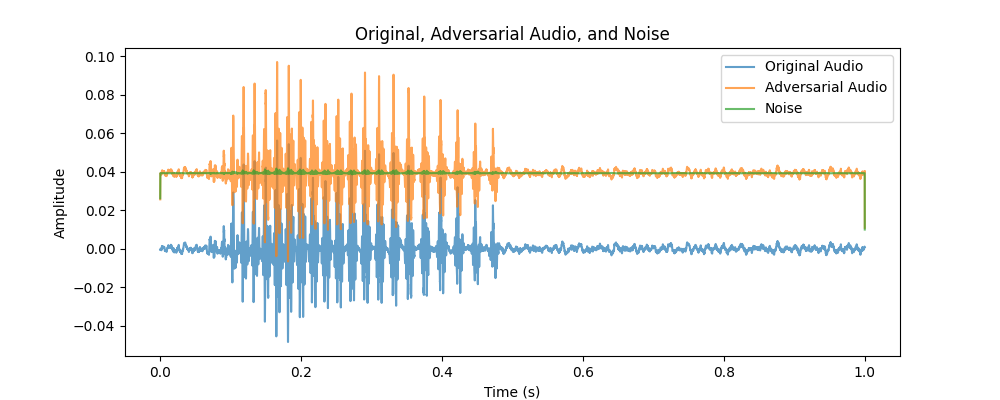 Original, Adversarial Audio, and Noise
Original Audio
Adversarial Audio
Noise
Amplitude
0.10
0.08
0.06
0.04
0.02
0.00
−0.02
−0.04
0.0
0.2
0.4
0.6
0.8
1.0
Time (s)